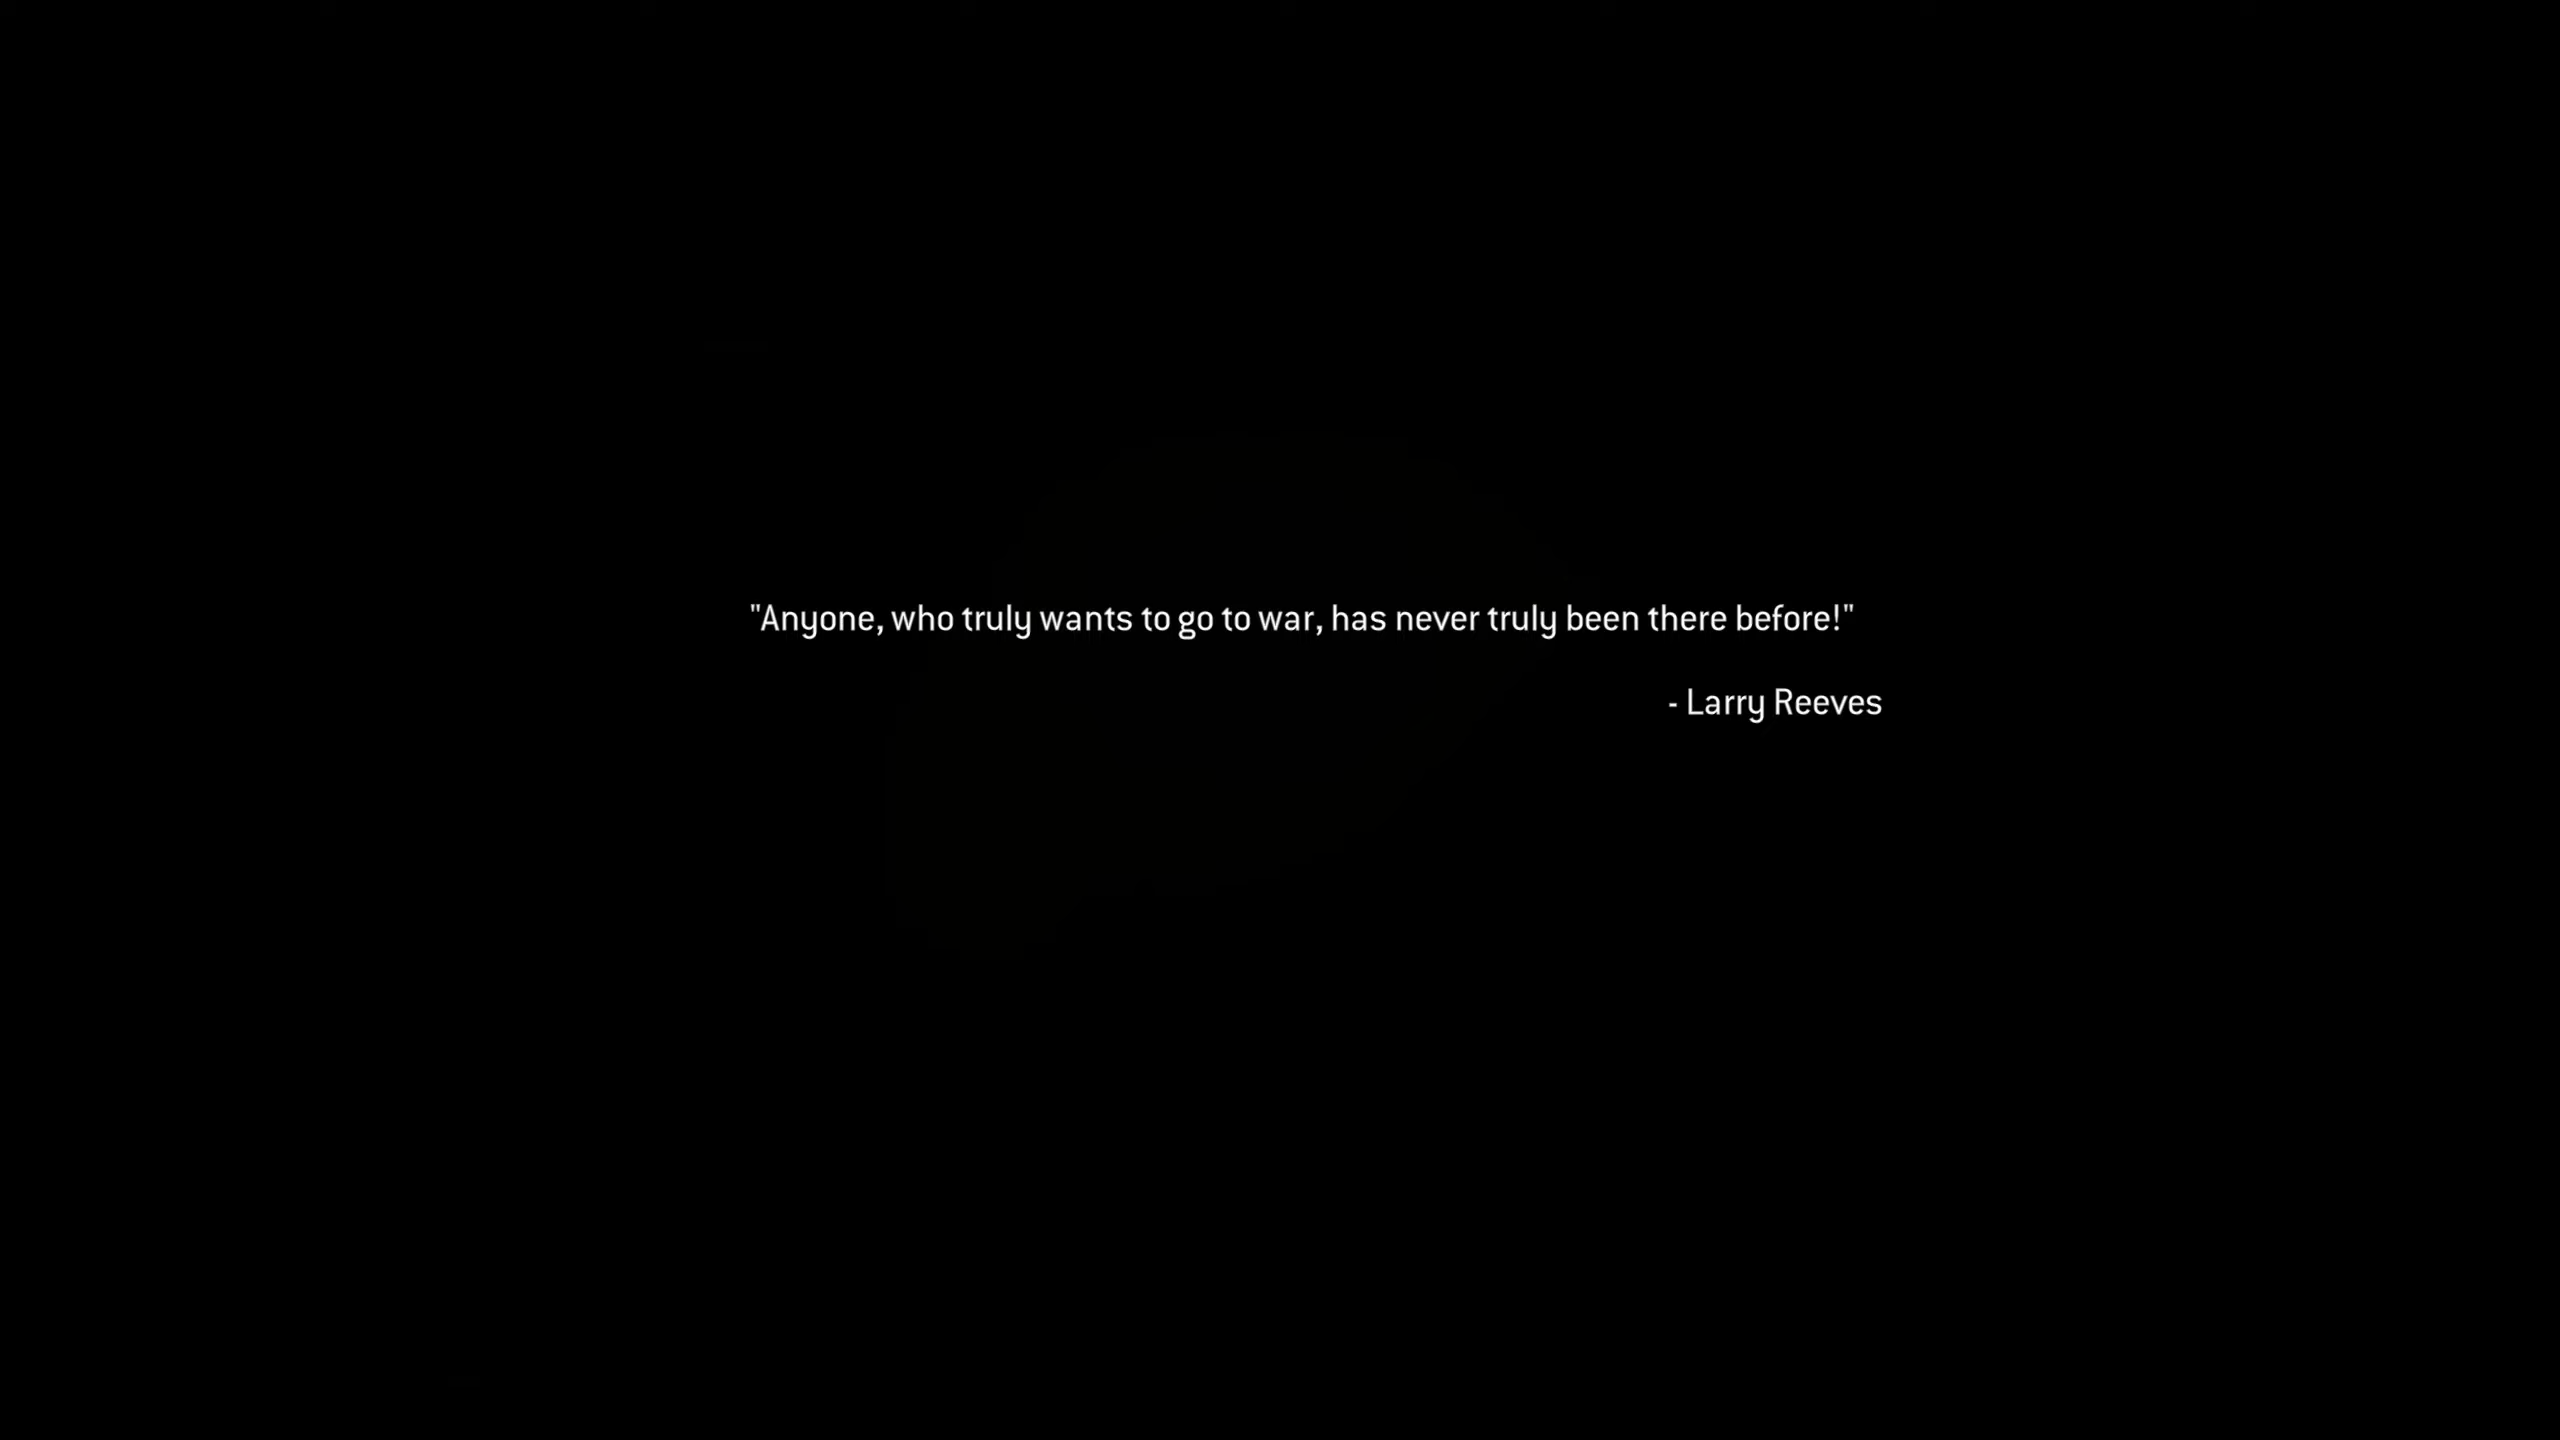 "Anyone, who truly wants to go to war, has never truly been there before!"
- Larry Reeves